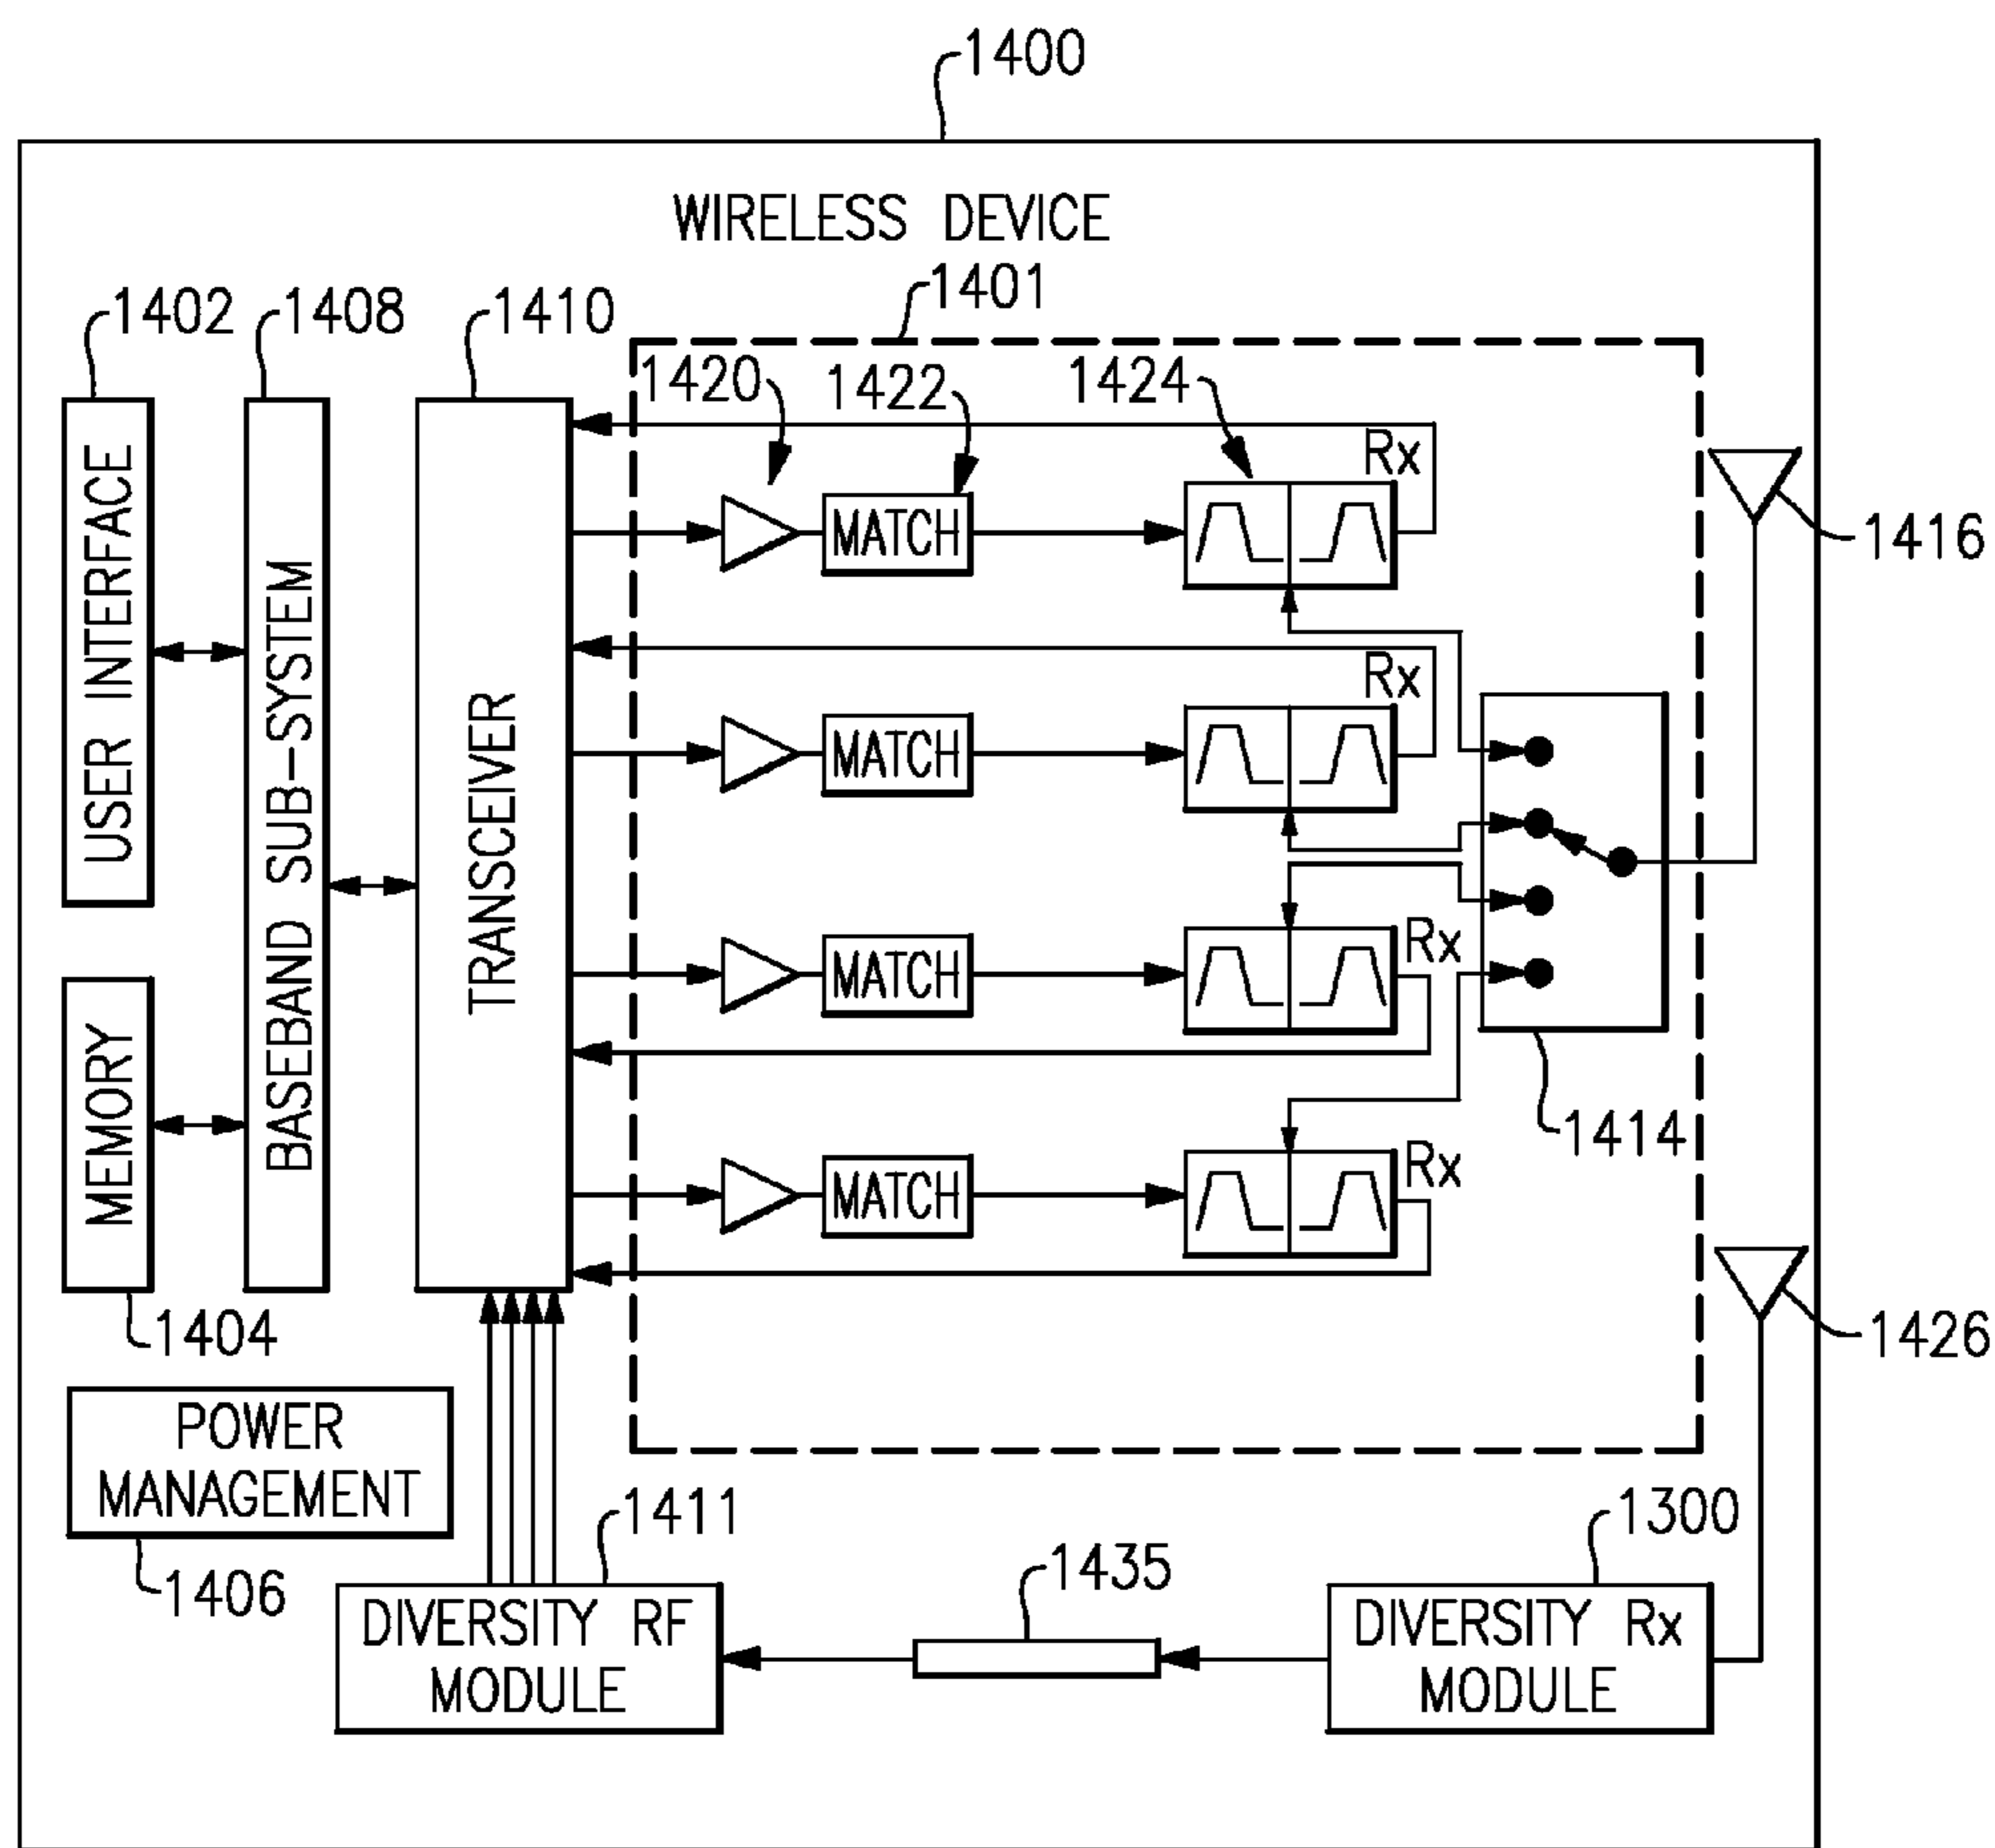 1400
WIRELESS DEVICE
1401
1402
1408
1410
1420
1422
1424
Rx
MATCH
1416
USER INTERFACE
BASEBAND SUB-SYSTEM
TRANSCEIVER
Rx
MATCH
Rx
MATCH
MEMORY
1414
Rx
MATCH
1404
1426
POWER
MANAGEMENT
1406
1411
1435
1300
DIVERSITY RF
MODULE
DIVERSITY Rx
MODULE